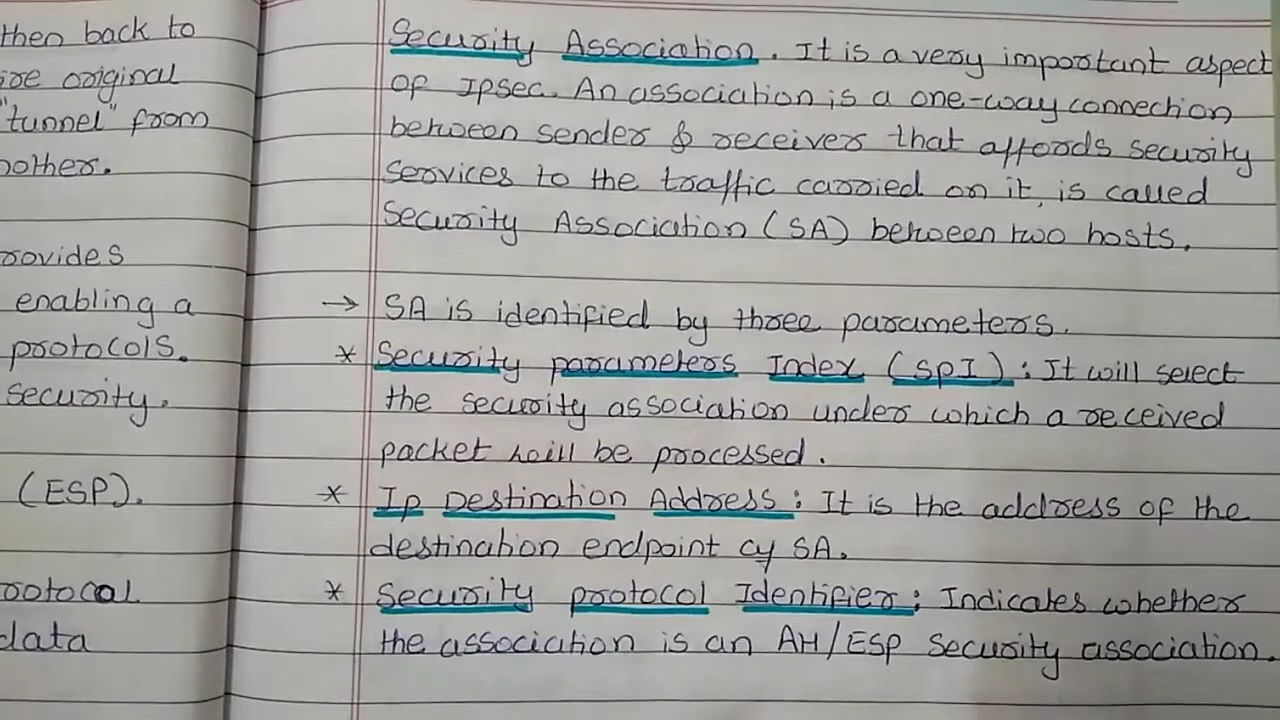 then back to
original
"tunnel" from
other.
rovides
enabling a
protocols.
security.
(ESP).
rotocol
data
Security Association. It is a very important aspect
of Ipsec. An association is a one-way connection
between sender & receiver that affords security
services to the traffic carried on it, is called
Security Association (SA) between two hosts.
→ SA is identified by three parameters.
* Security parameters Index (SPI): It will select
the security association under which a received
packet will be processed.
* Ip Destination Address: It is the address of the
destination endpoint of SA.
* Security protocol Identifier: Indicates whether
the association is an AH/ESP Security association.